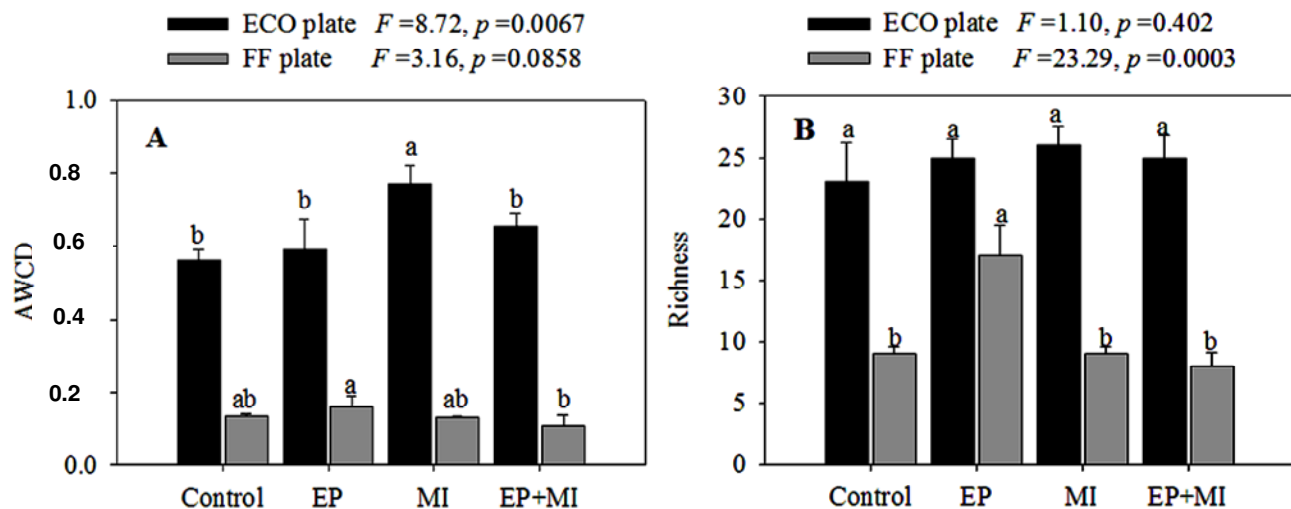 ECO plate F =8.72, p =0.0067
FF plate F =3.16, p =0.0858
A
AWCD
1.0
0.8
0.6
0.4
0.2
0.0
b
b
a
b
ab
a
ab
b
Control EP MI EP+MI
ECO plate F =1.10, p =0.402
FF plate F =23.29, p =0.0003
B
Richness
30
25
20
15
10
5
0
a
a
a
a
b
a
b
b
Control EP MI EP+MI